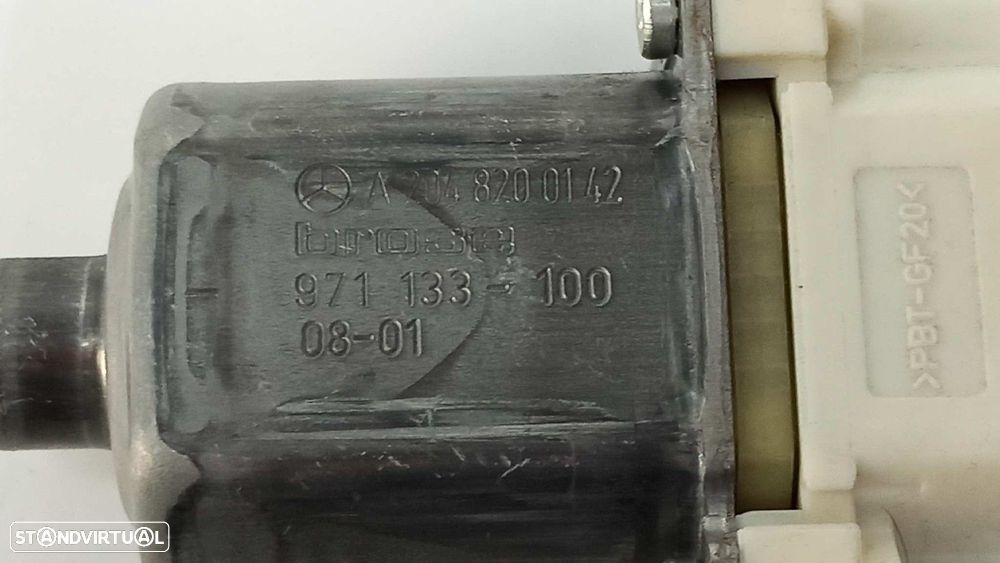 A 204 820 01 42
brose
971 133-100
08-01
>PBT-GF20<
STANDVIRTUAL